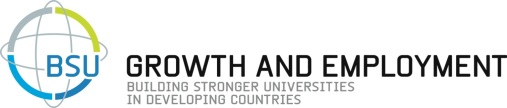 BSU
GROWTH AND EMPLOYMENT
BUILDING STRONGER UNIVERSITIES
IN DEVELOPING COUNTRIES